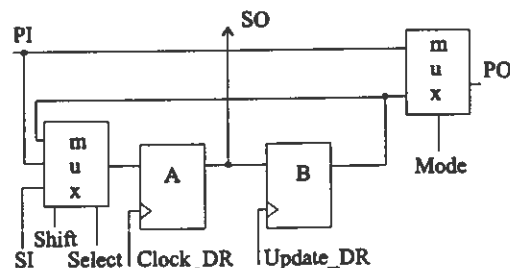 SO
PI
m
u
x
PO
m
u
x
A
B
Mode
Shift
SI
Select
Clock_DR
Update_DR